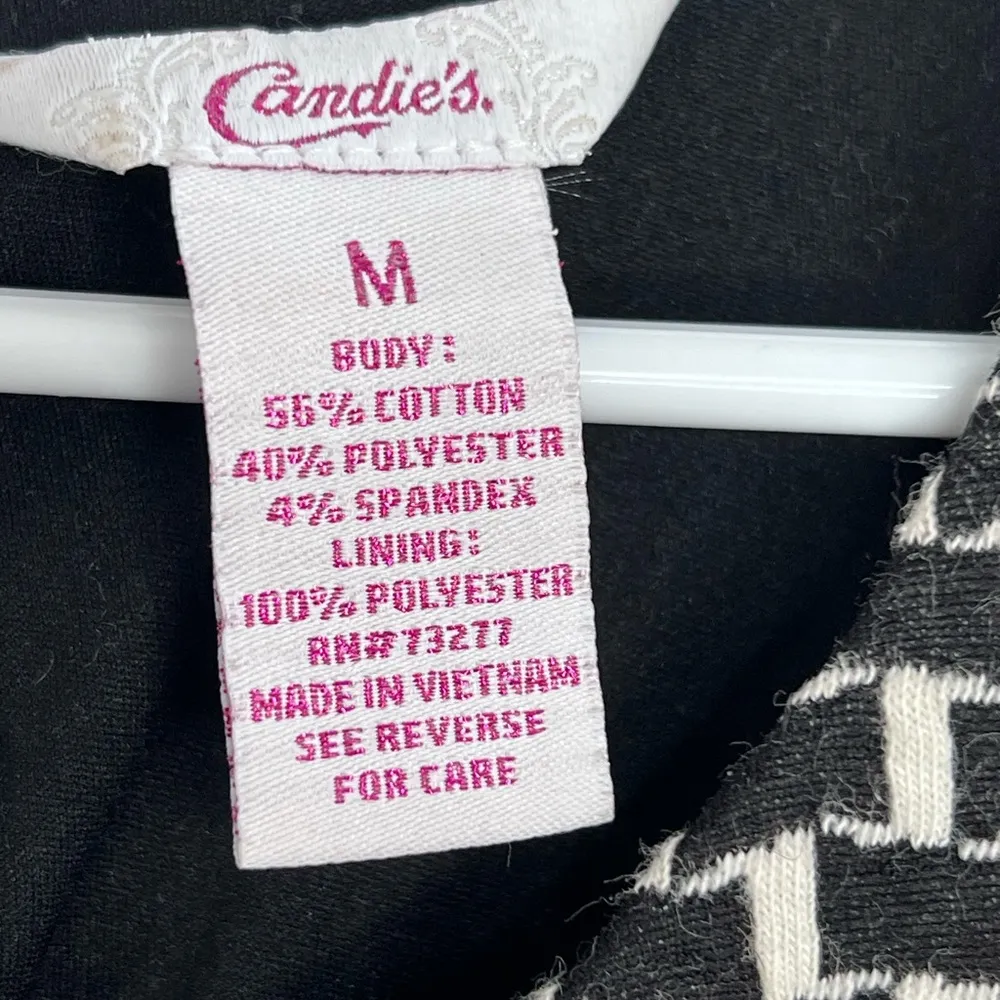 Candie's.
M
BODY:
56% COTTON
40% POLYESTER
4% SPANDEX
LINING:
100% POLYESTER
RN#73277
MADE IN VIETNAM
SEE REVERSE
FOR CARE